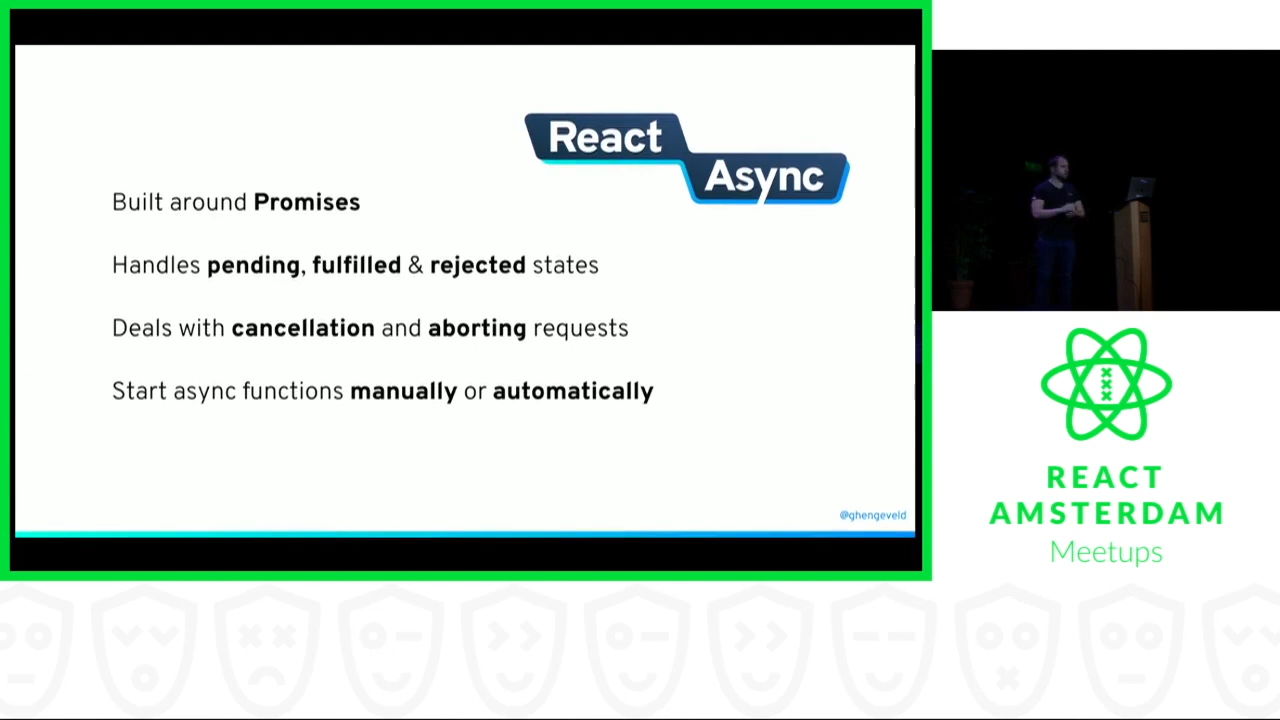 React
Async
Built around Promises
Handles pending, fulfilled & rejected states
Deals with cancellation and aborting requests
Start async functions manually or automatically
@ghengeveld
REACT
AMSTERDAM
Meetups